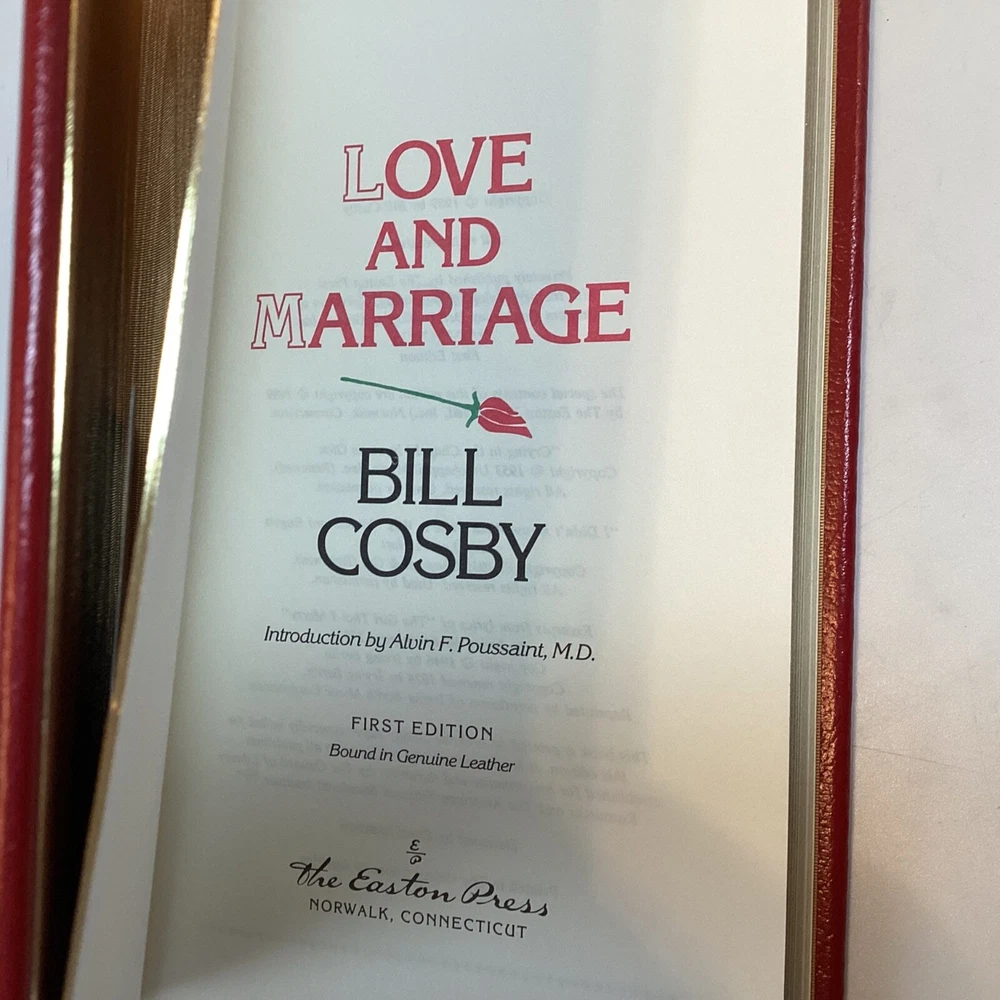 LOVE
AND
MARRIAGE
BILL
COSBY
Introduction by Alvin F. Poussaint, M.D.
FIRST EDITION
Bound in Genuine Leather
E
P
The Easton Press
NORWALK, CONNECTICUT